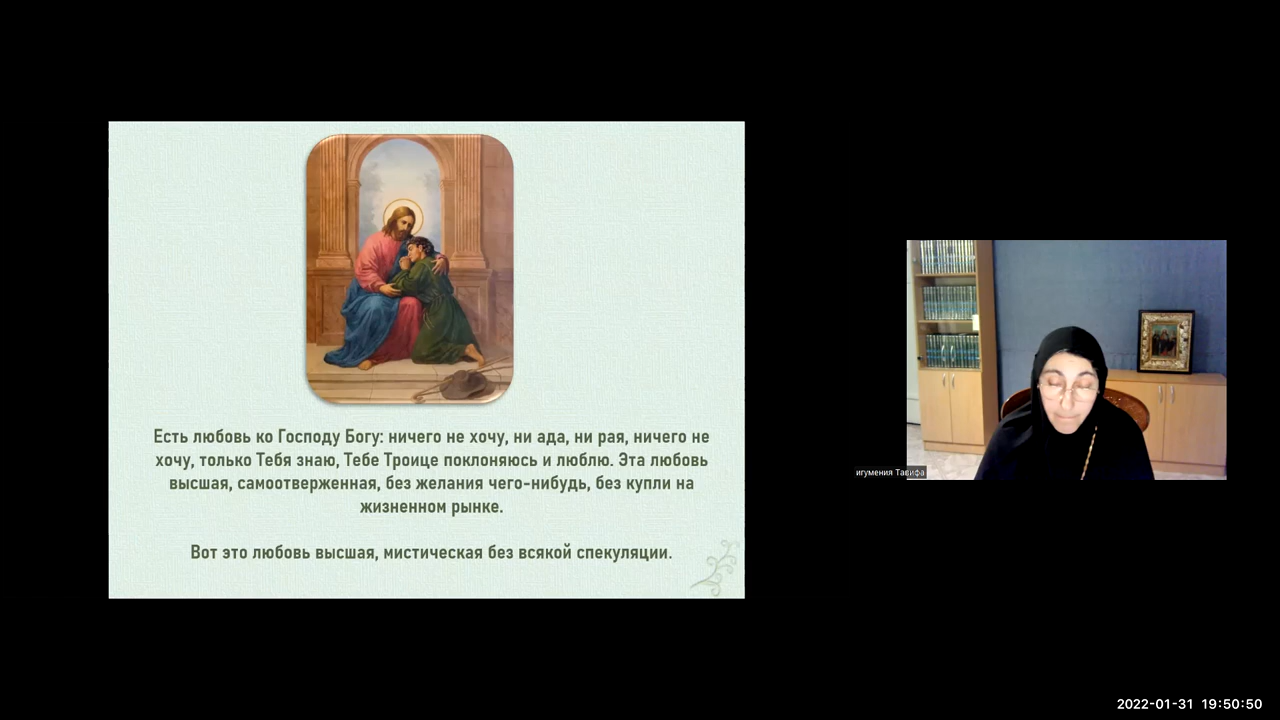 Есть любовь ко Господу Богу: ничего не хочу, ни ада, ни рая, ничего не
хочу, только Тебя знаю, Тебе Троице поклоняюсь и люблю. Эта любовь
высшая, самоотверженная, без желания чего-нибудь, без купли на
жизненном рынке.
Вот это любовь высшая, мистическая без всякой спекуляции.
игумения Тавифа
2022-01-31 19:50:50